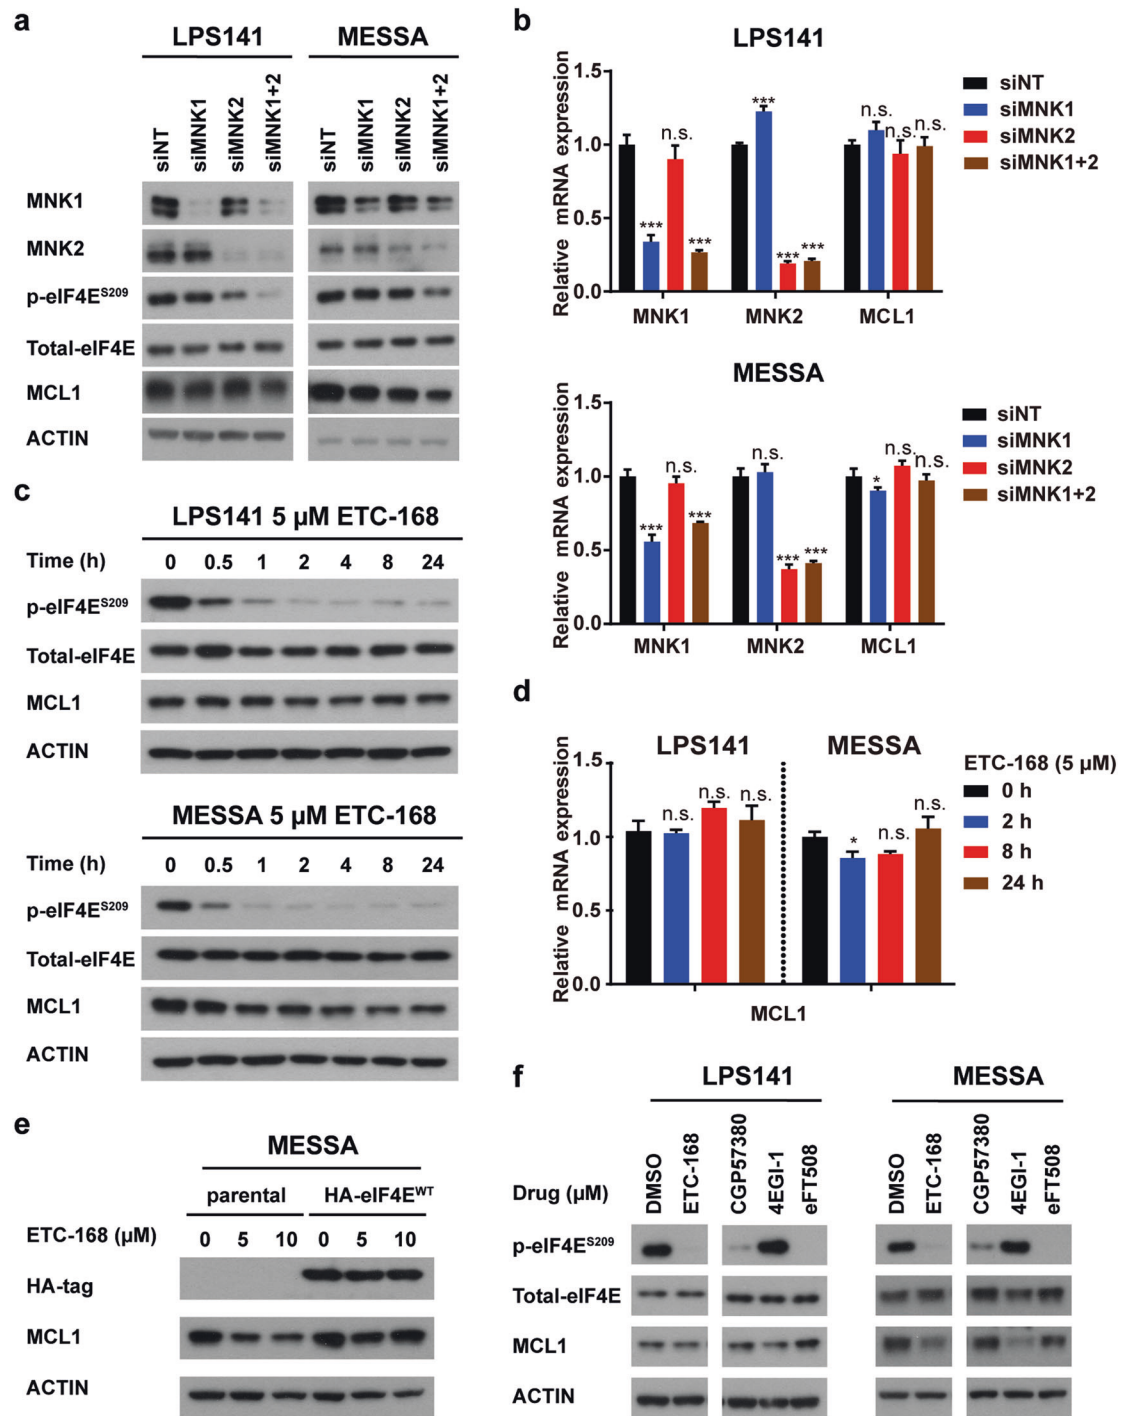 a
LPS141 MESSA
siNT siMNK1 siMNK2 siMNK1+2 siNT siMNK1 siMNK2 siMNK1+2
MNK1
MNK2
p-eIF4E^S209
Total-eIF4E
MCL1
ACTIN
b
LPS141
Relative mRNA expression
1.5
1.0
0.5
0.0
*** n.s. ***
*** *** ***
n.s. n.s. n.s.
MNK1 MNK2 MCL1
siNT
siMNK1
siMNK2
siMNK1+2
MESSA
Relative mRNA expression
1.5
1.0
0.5
0.0
*** n.s. ***
n.s. *** ***
* n.s. n.s.
MNK1 MNK2 MCL1
siNT
siMNK1
siMNK2
siMNK1+2
c
LPS141 5 µM ETC-168
Time (h) 0 0.5 1 2 4 8 24
p-eIF4E^S209
Total-eIF4E
MCL1
ACTIN
MESSA 5 µM ETC-168
Time (h) 0 0.5 1 2 4 8 24
p-eIF4E^S209
Total-eIF4E
MCL1
ACTIN
d
LPS141 MESSA
Relative mRNA expression
1.5
1.0
0.5
0.0
n.s. n.s. n.s. * n.s. n.s.
MCL1
ETC-168 (5 µM)
0 h
2 h
8 h
24 h
e
MESSA
parental HA-eIF4E^WT
ETC-168 (µM) 0 5 10 0 5 10
HA-tag
MCL1
ACTIN
f
LPS141 MESSA
Drug (µM) DMSO ETC-168 CGP57380 4EGI-1 eFT508 DMSO ETC-168 CGP57380 4EGI-1 eFT508
p-eIF4E^S209
Total-eIF4E
MCL1
ACTIN